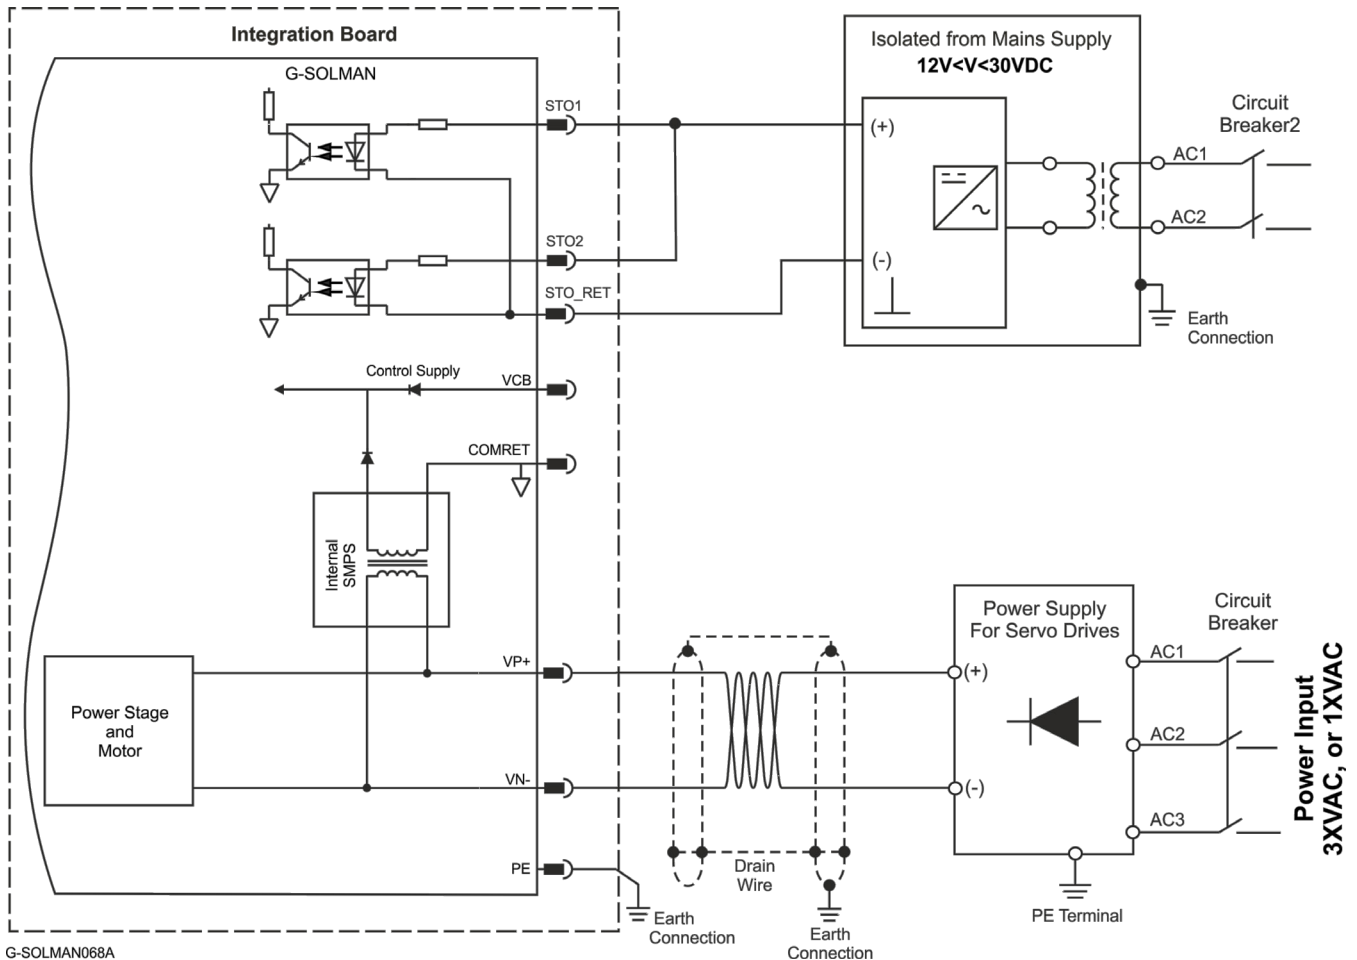 Integration Board
G-SOLMAN
STO1
STO2
STO_RET
Control Supply
VCB
COMRET
Internal
SMPS
Power Stage
and
Motor
VP+
VN-
PE
Earth
Connection
Isolated from Mains Supply
12V<V<30VDC
(+)
(-)
AC1
AC2
Circuit
Breaker2
Earth
Connection
Drain
Wire
Earth
Connection
Power Supply
For Servo Drives
(+)
(-)
AC1
AC2
AC3
Circuit
Breaker
PE Terminal
Power Input
3XVAC, or 1XVAC
G-SOLMAN068A